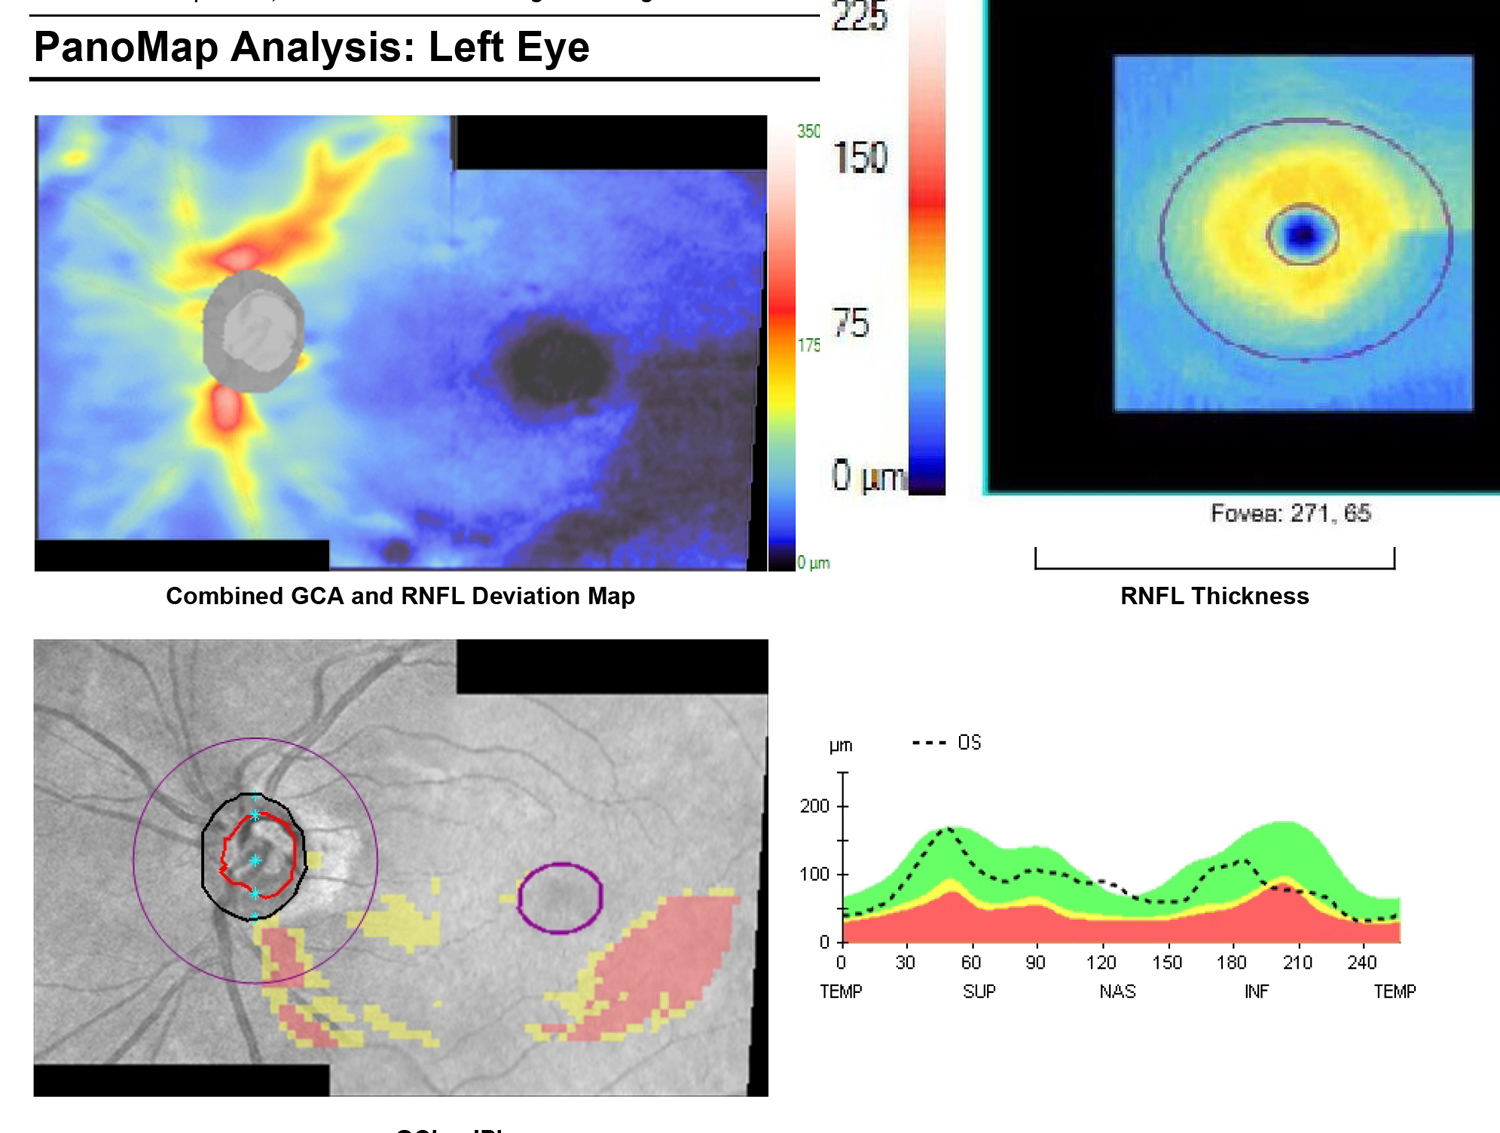 PanoMap Analysis: Left Eye
225
350
150
175
75
0 µm
0 µm
Fovea: 271, 65
Combined GCA and RNFL Deviation Map
RNFL Thickness
µm
OS
200
100
0
0 30 60 90 120 150 180 210 240
TEMP SUP NAS INF TEMP